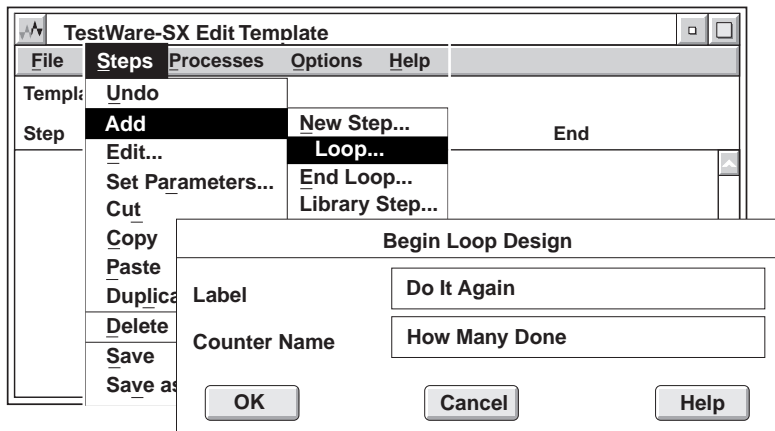 TestWare-SX Edit Template
File Steps Processes Options Help
Undo
Step Add New Step... End
Edit... Loop...
Set Parameters... End Loop...
Cut Library Step...
Copy
Paste
Delete
Save
Save as
Begin Loop Design
Label Do It Again
Counter Name How Many Done
OK Cancel Help